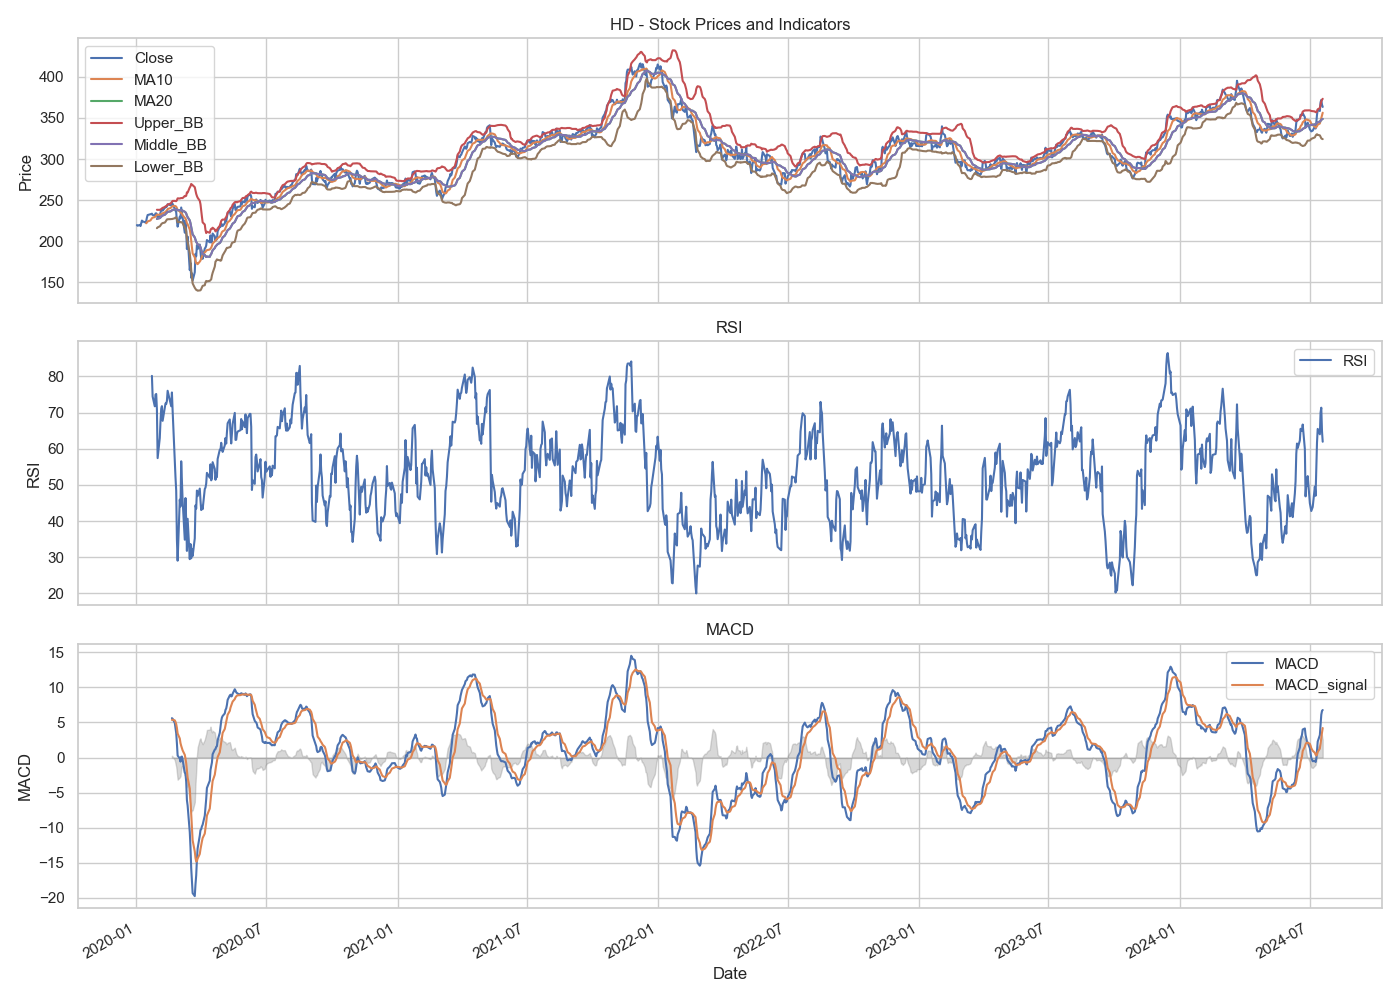 HD - Stock Prices and Indicators
Close
MA10
MA20
Upper_BB
Middle_BB
Lower_BB
400
350
300
250
200
150
Price
RSI
RSI
80
70
60
50
40
30
20
RSI
MACD
MACD
MACD_signal
15
10
5
0
−5
−10
−15
−20
MACD
2020-01
2020-07
2021-01
2021-07
2022-01
2022-07
2023-01
2023-07
2024-01
2024-07
Date